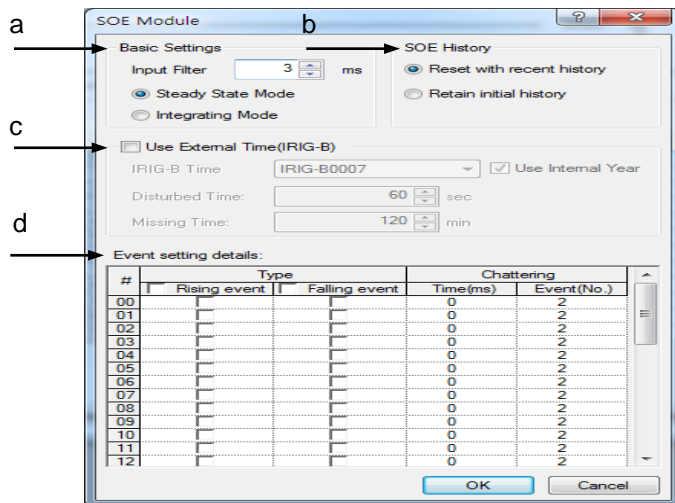 a
SOE Module
b
Basic Settings
SOE History
Input Filter 3 ms
Reset with recent history
Steady State Mode
Retain initial history
Integrating Mode
c
Use External Time(IRIG-B)
IRIG-B Time IRIG-B0007 Use Internal Year
Disturbed Time: 60 sec
Missing Time: 120 min
d
Event setting details:
# Type Chattering
Rising event Falling event Time(ms) Event(No.)
00 0 2
01 0 2
02 0 2
03 0 2
04 0 2
05 0 2
06 0 2
07 0 2
08 0 2
09 0 2
10 0 2
11 0 2
12 0 2
OK Cancel